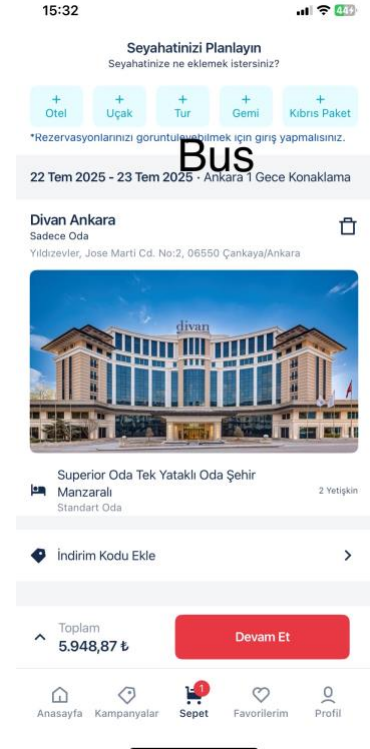 15:32
44
Seyahatinizi Planlayın
Seyahatinize ne eklemek istersiniz?
+ + + + +
Otel Uçak Tur Gemi Kıbrıs Paket
*Rezervasyonlarınızı görüntüleyebilmek için giriş yapmalısınız.
Bus
22 Tem 2025 - 23 Tem 2025 · Ankara 1 Gece Konaklama
Divan Ankara
Sadece Oda
Yıldızevler, Jose Marti Cd. No:2, 06550 Çankaya/Ankara
divan
Superior Oda Tek Yataklı Oda Şehir
Manzaralı
2 Yetişkin
Standart Oda
İndirim Kodu Ekle
Toplam
5.948,87 ₺
Devam Et
1
Anasayfa Kampanyalar Sepet Favorilerim Profil